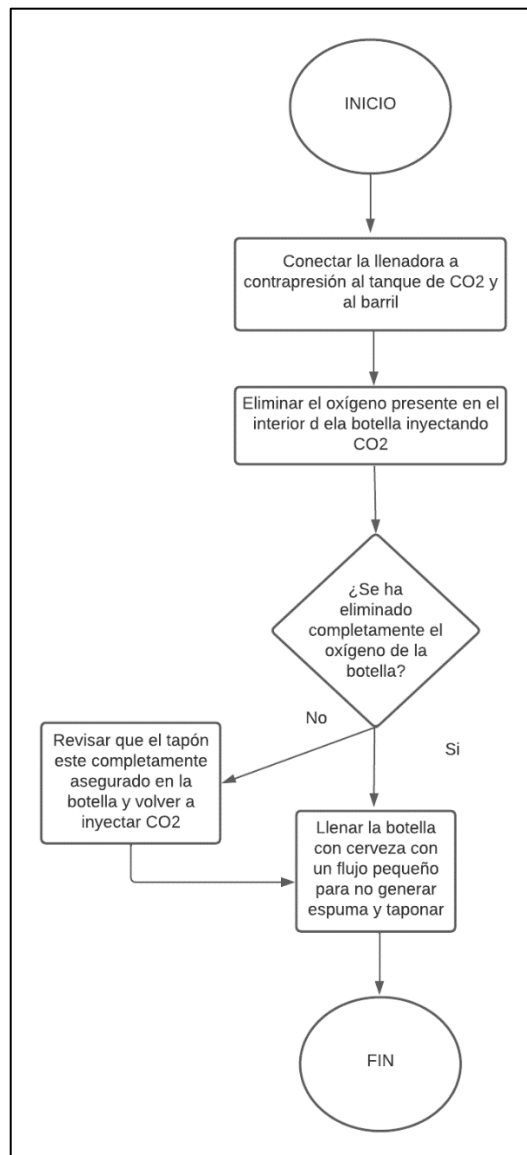 INICIO
Conectar la llenadora a
contrapresión al tanque de CO2 y
al barril
Eliminar el oxígeno presente en el
interior d ela botella inyectando
CO2
¿Se ha
eliminado
completamente el
oxígeno de la
botella?
No
Si
Revisar que el tapón
este completamente
asegurado en la
botella y volver a
inyectar CO2
Llenar la botella
con cerveza con
un flujo pequeño
para no generar
espuma y taponar
FIN